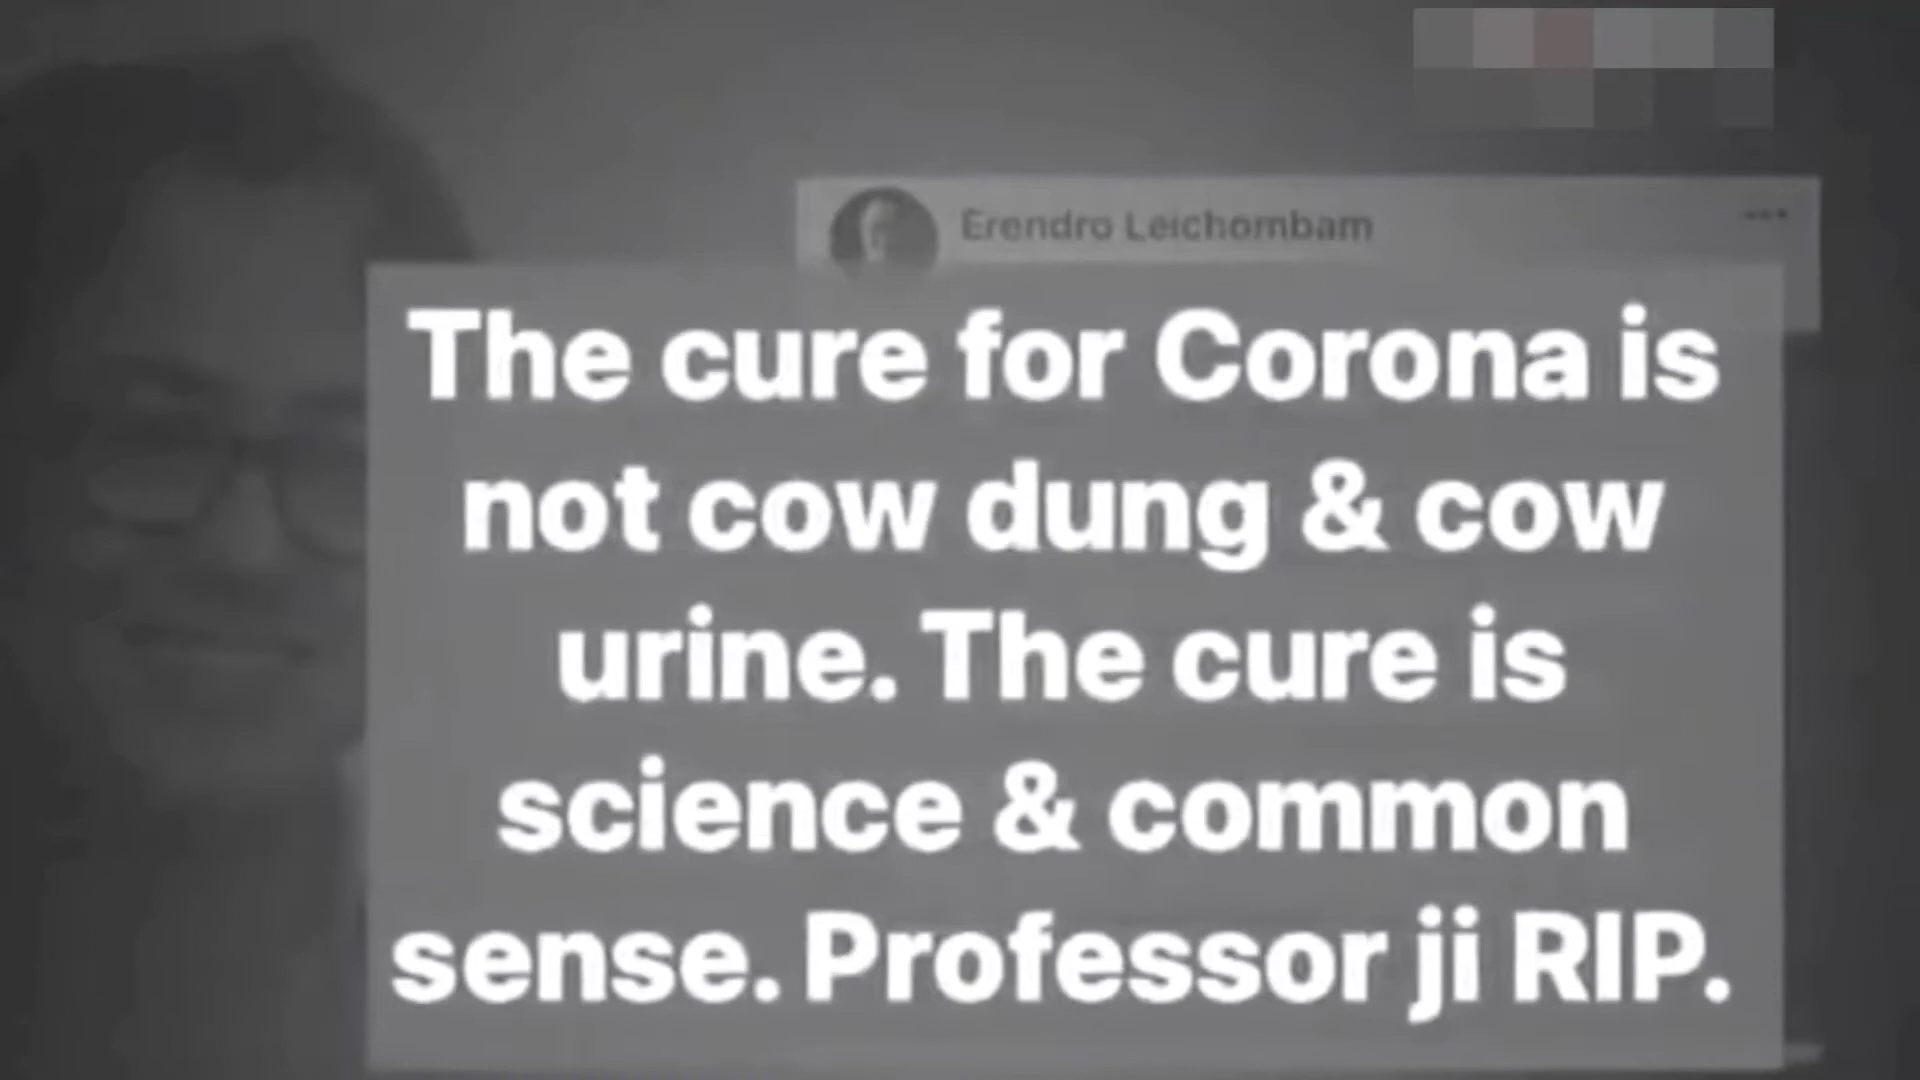 Erendro Leichombam
The cure for Corona is
not cow dung & cow
urine. The cure is
science & common
sense. Professor ji RIP.